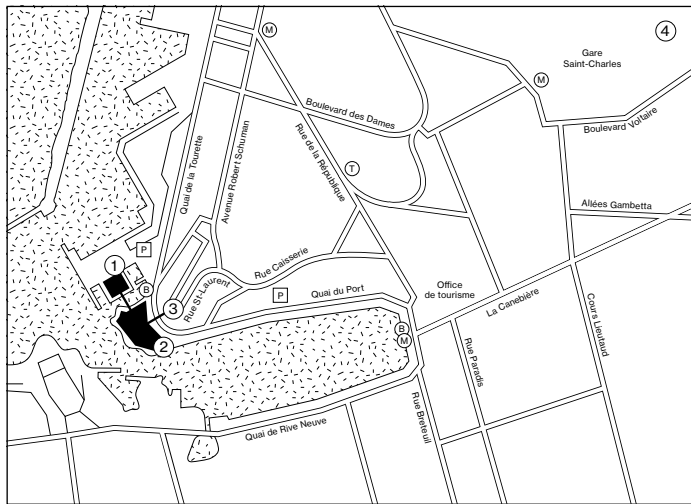 M
4
Gare
Saint-Charles
M
Boulevard des Dames
Boulevard Voltaire
Quai de la Tourette
Avenue Robert Schuman
Rue de la République
T
Allées Gambetta
P
1
Rue Caisserie
B
3
Rue St-Laurent
P
Quai du Port
Office
de tourisme
La Canebière
2
B
M
Rue Paradis
Cours Lieutaud
Rue Breteuil
Quai de Rive Neuve